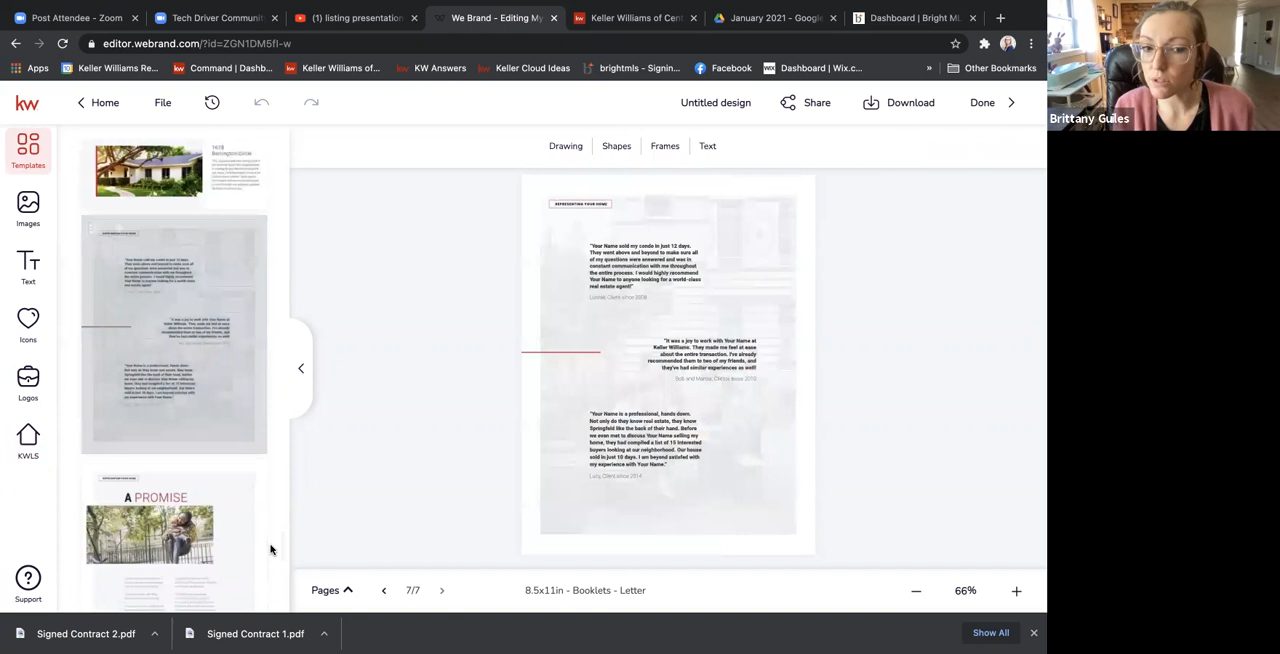 Post Attendee - Zoom
Tech Driver Communit
(1) listing presentation
We Brand - Editing My
Keller Williams of Cent
January 2021 - Google
Dashboard | Bright ML
editor.webrand.com/?id=ZGN1DM5fI-w
Apps
Keller Williams Re...
Command | Dashb...
Keller Williams of...
KW Answers
Keller Cloud Ideas
brightmls - Signin...
Facebook
Dashboard | Wix.c...
»
Other Bookmarks
Brittany Guiles
kw
Home
File
Untitled design
Share
Download
Done
Templates
Images
Text
Icons
Logos
KWLS
Support
Drawing
Shapes
Frames
Text
A PROMISE
REPRESENTING YOUR HOME
"Your Name sold my condo in just 12 days.
They went above and beyond to make sure all
of my questions were answered and was in
constant communication with me throughout
the entire process. I would highly recommend
Your Name to anyone looking for a world-class
real estate agent!"
Client since 2008
"It was a joy to work with Your Name at
Keller Williams. They made me feel at ease
about the entire transaction. I've already
recommended them to two of my friends, and
they've had similar experiences as well!
"Your Name is a professional, hands down.
Not only do they know real estate, they know
Springfield like the back of their hand. Before
we even met to discuss Your Name selling my
home, they had compiled a list of 15 interested
buyers looking at our neighborhood. Our house
sold in just 10 days. I am beyond satisfied with
my experience with Your Name."
Lucy, Client since 2014
Pages
7/7
8.5x11in - Booklets - Letter
66%
Signed Contract 2.pdf
Signed Contract 1.pdf
Show All